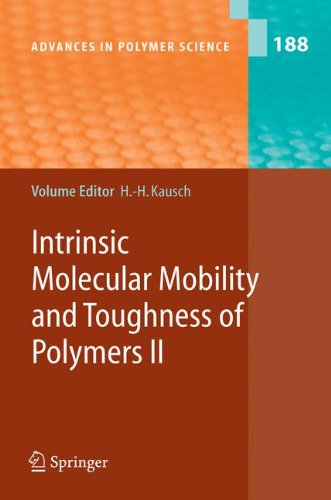 ADVANCES IN POLYMER SCIENCE 188
Volume Editor H.-H. Kausch
Intrinsic
Molecular Mobility
and Toughness of
Polymers II
Springer